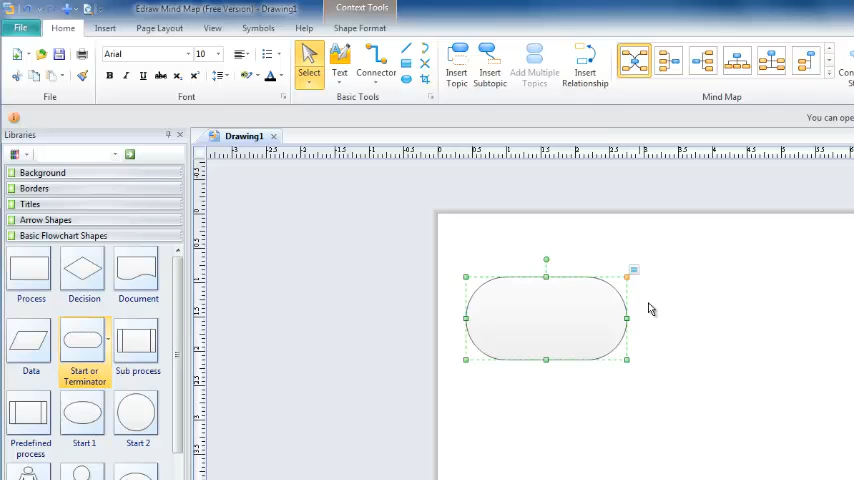 Edraw Mind Map (Free Version) - Drawing1
Context Tools
File Home Insert Page Layout View Symbols Help Shape Format
Arial 10
B I U abc X₂ X² A
Select Text Connector
Insert Topic Insert Subtopic Add Multiple Topics Insert Relationship
File Font Basic Tools Mind Map
You can ope
Libraries
Drawing1
Background
Borders
Titles
Arrow Shapes
Basic Flowchart Shapes
Process Decision Document
Data Start or Terminator Sub process
Predefined process Start 1 Start 2